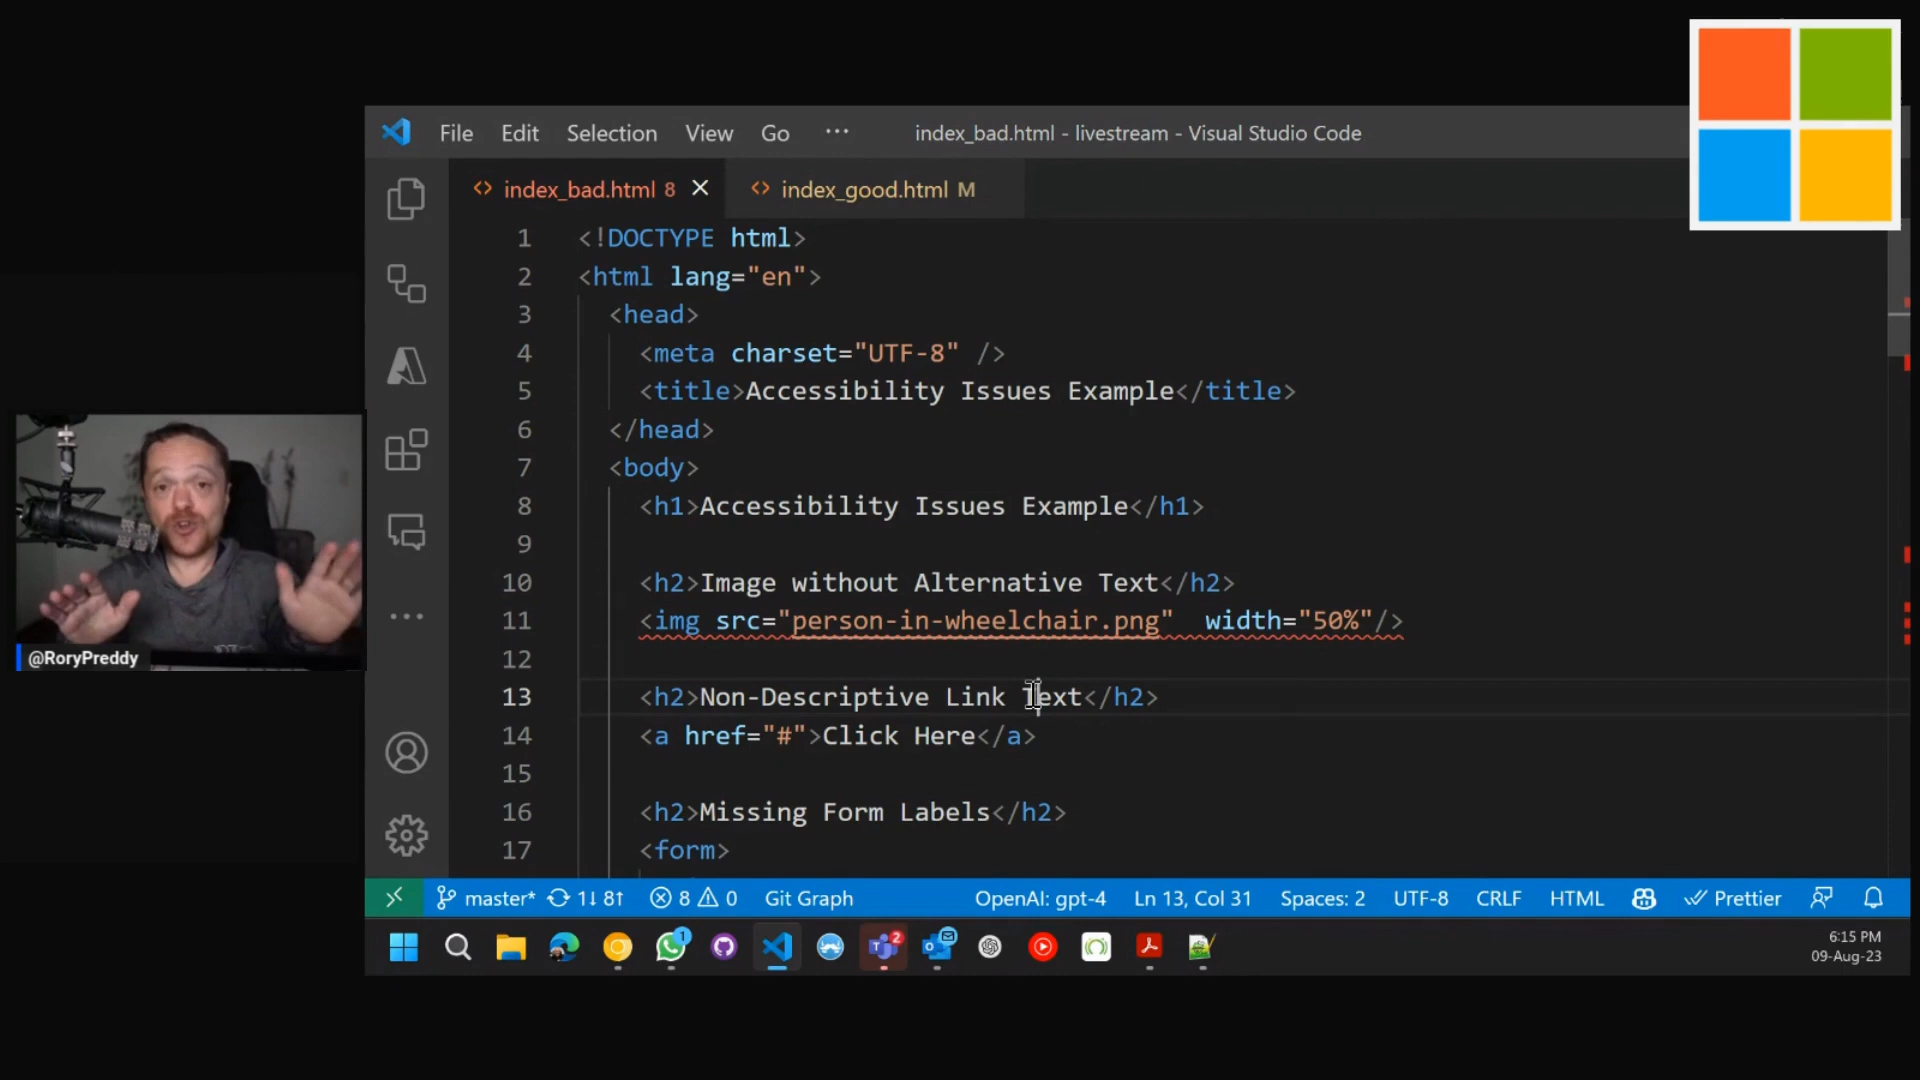 File Edit Selection View Go ··· index_bad.html - livestream - Visual Studio Code
index_bad.html 8 index_good.html M
1 <!DOCTYPE html>
2 <html lang="en">
3 <head>
4 <meta charset="UTF-8" />
5 <title>Accessibility Issues Example</title>
6 </head>
7 <body>
8 <h1>Accessibility Issues Example</h1>
9
10 <h2>Image without Alternative Text</h2>
11 <img src="person-in-wheelchair.png"  width="50%"/>
12
13 <h2>Non-Descriptive Link Text</h2>
14 <a href="#">Click Here</a>
15
16 <h2>Missing Form Labels</h2>
17 <form>
@RoryPreddy
master* 1↓ 8↑ 8 0 Git Graph OpenAI: gpt-4 Ln 13, Col 31 Spaces: 2 UTF-8 CRLF HTML Prettier
1 2
6:15 PM
09-Aug-23